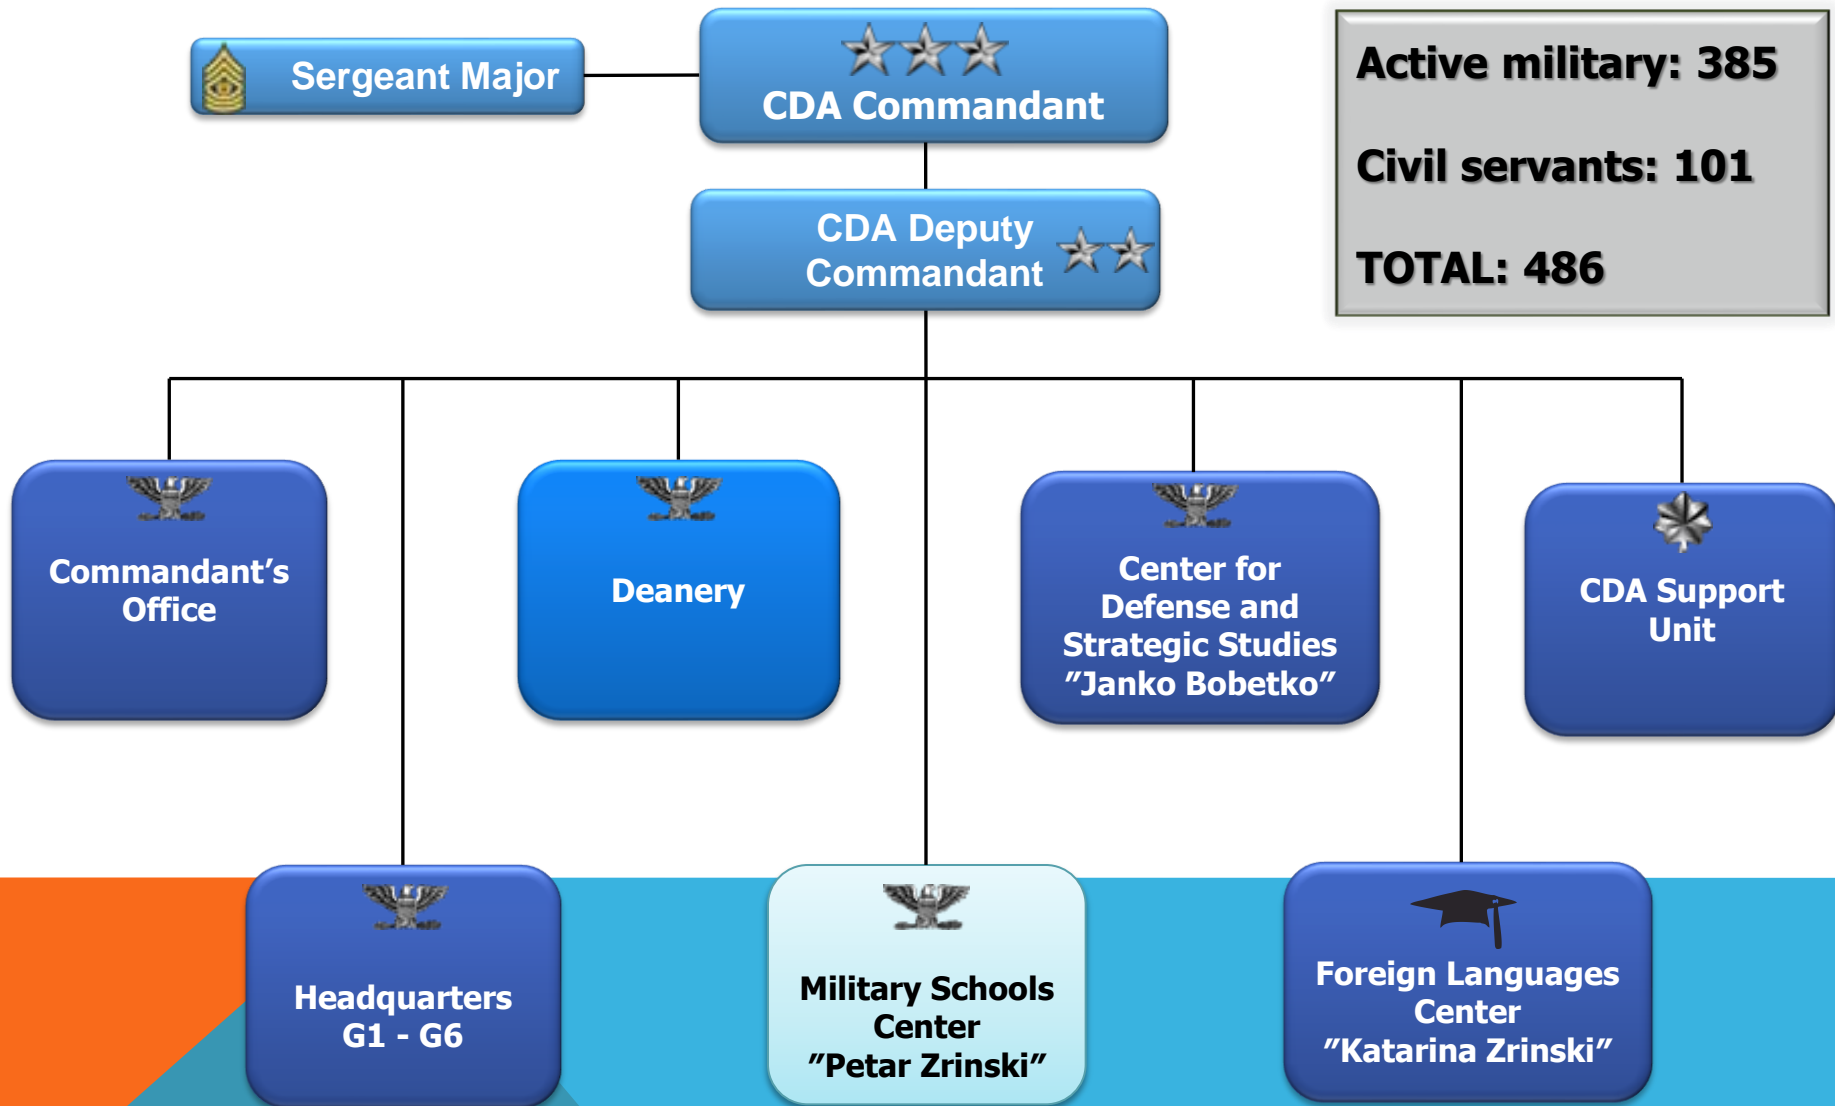 Sergeant Major
CDA Commandant
Active military: 385
Civil servants: 101
TOTAL: 486
CDA Deputy
Commandant
Commandant’s
Office
Deanery
Center for
Defense and
Strategic Studies
″Janko Bobetko″
CDA Support
Unit
Headquarters
G1 - G6
Military Schools
Center
″Petar Zrinski″
Foreign Languages
Center
″Katarina Zrinski″